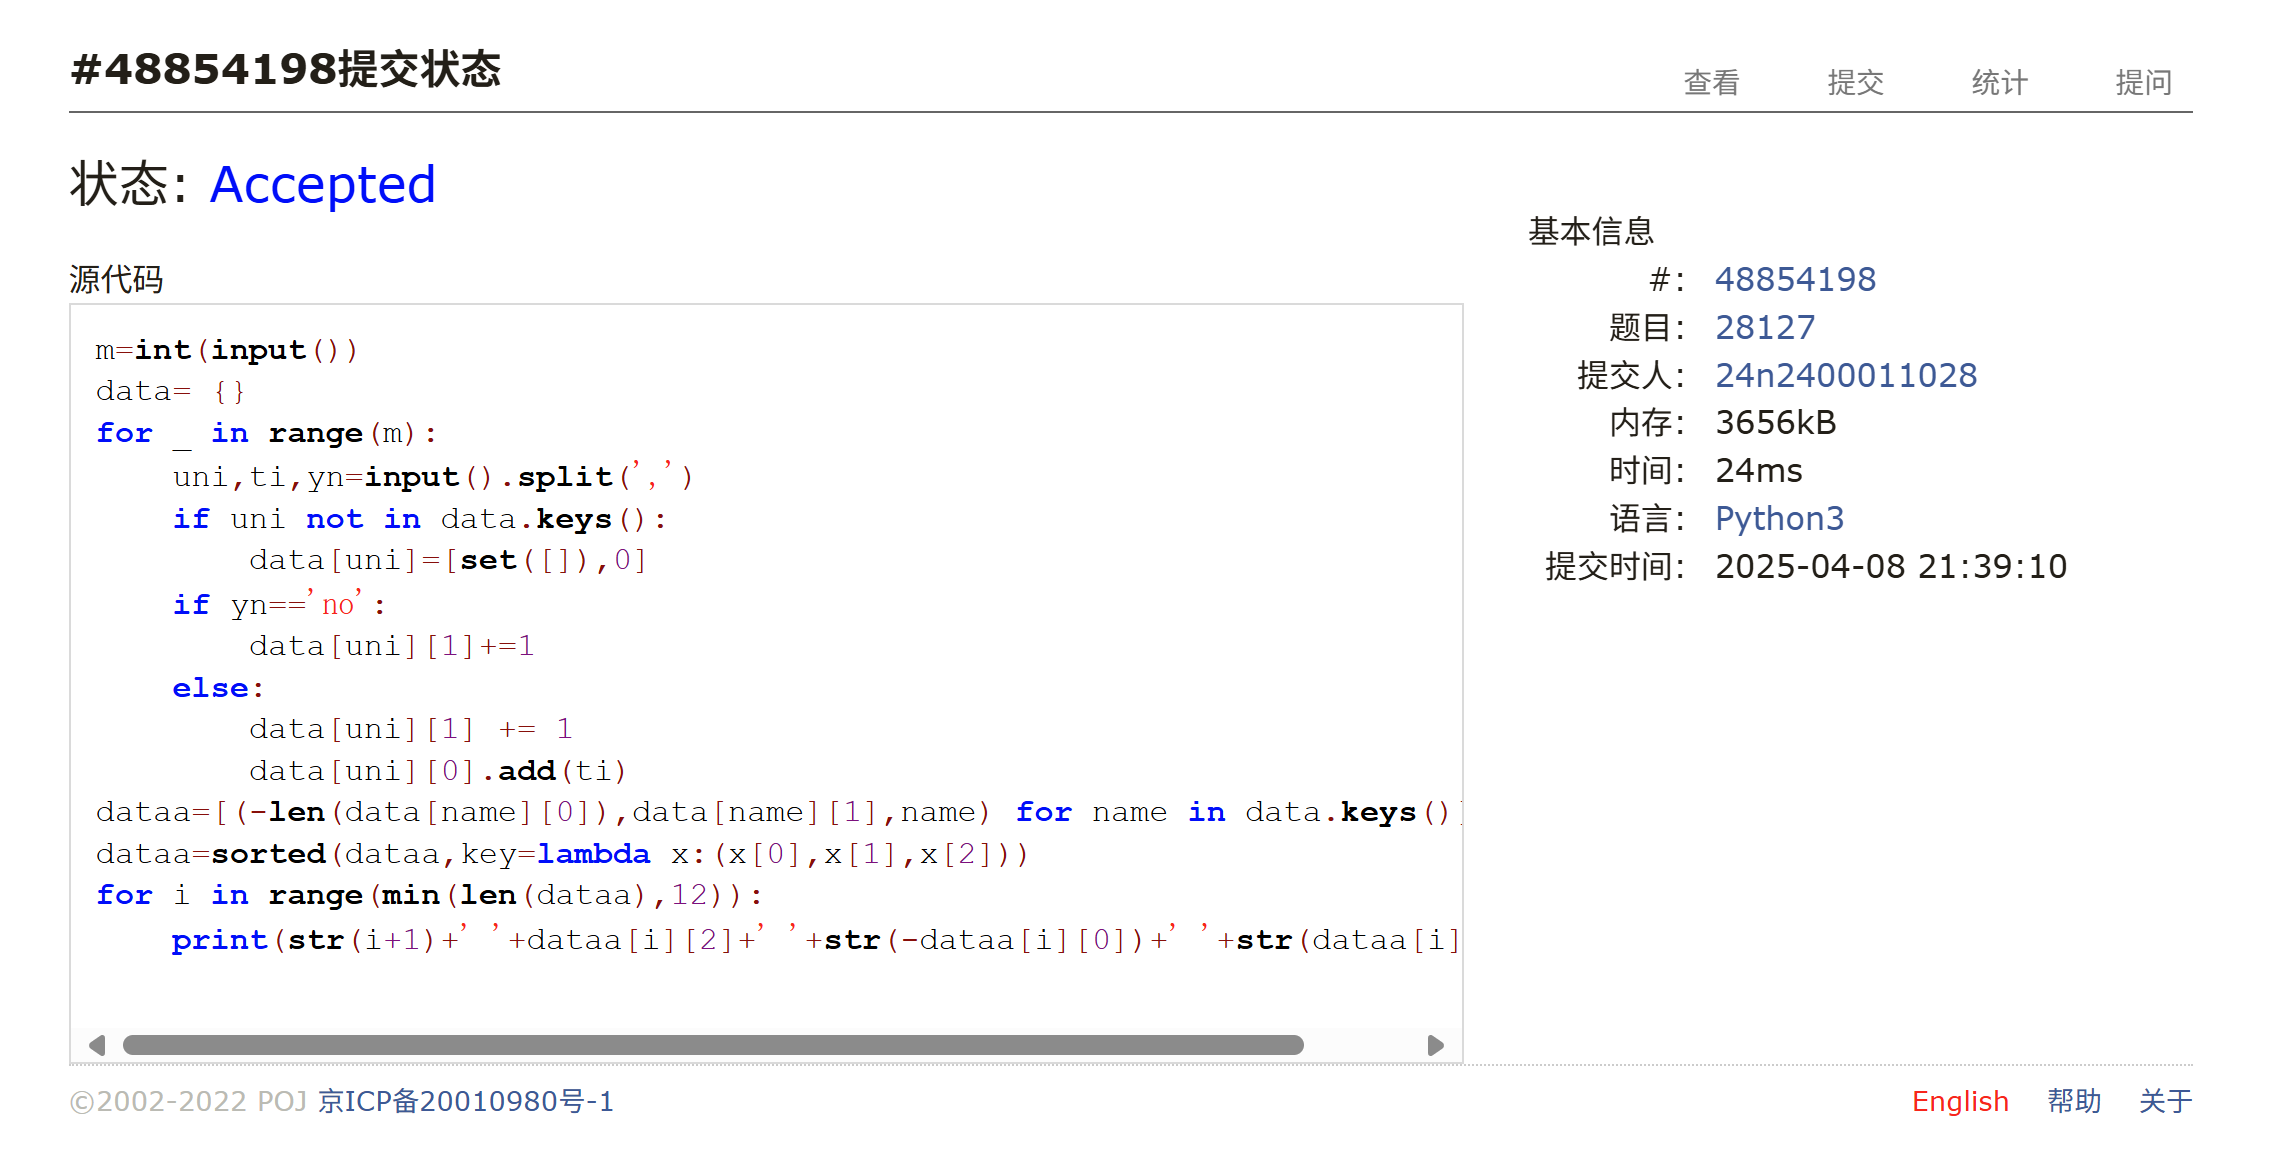 #48854198提交状态
查看 提交 统计 提问
状态: Accepted
基本信息
源代码
#: 48854198
题目: 28127
提交人: 24n2400011028
内存: 3656kB
时间: 24ms
语言: Python3
提交时间: 2025-04-08 21:39:10
m=int(input())
data= {}
for _ in range(m):
    uni,ti,yn=input().split(',')
    if uni not in data.keys():
        data[uni]=[set([]),0]
    if yn=='no':
        data[uni][1]+=1
    else:
        data[uni][1] += 1
        data[uni][0].add(ti)
dataa=[(-len(data[name][0]),data[name][1],name) for name in data.keys()]
dataa=sorted(dataa,key=lambda x:(x[0],x[1],x[2]))
for i in range(min(len(dataa),12)):
    print(str(i+1)+' '+dataa[i][2]+' '+str(-dataa[i][0])+' '+str(dataa[i]
©2002-2022 POJ 京ICP备20010980号-1
English 帮助 关于